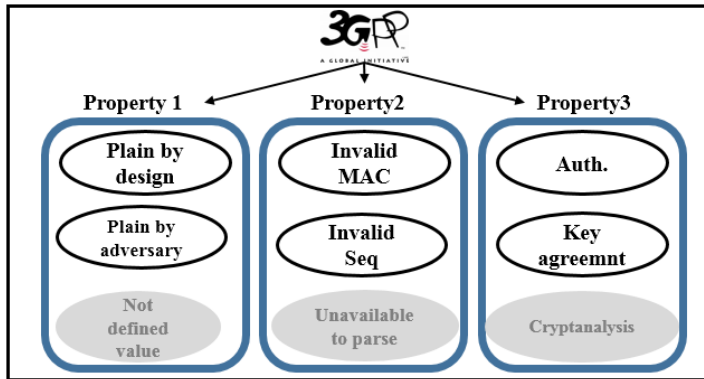 3GPP
A GLOBAL INITIATIVE
Property 1
Property2
Property3
Plain by
design
Invalid
MAC
Auth.
Plain by
adversary
Invalid
Seq
Key
agreemnt
Not
defined
value
Unavailable
to parse
Cryptanalysis